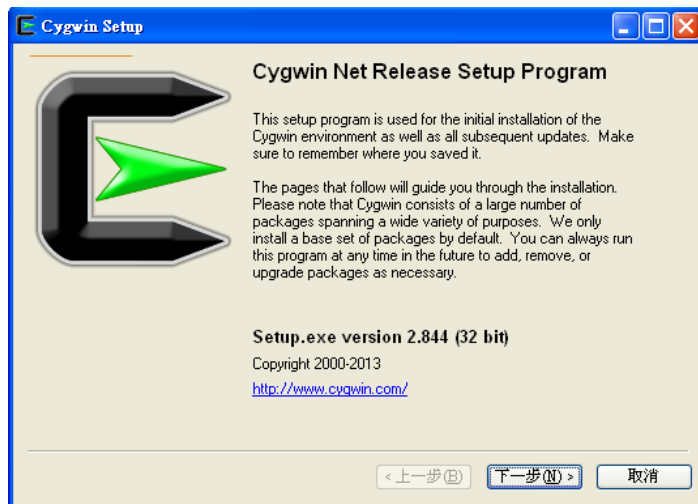 Cygwin Setup
Cygwin Net Release Setup Program
This setup program is used for the initial installation of the
Cygwin environment as well as all subsequent updates.  Make
sure to remember where you saved it.
The pages that follow will guide you through the installation.
Please note that Cygwin consists of a large number of
packages spanning a wide variety of purposes.  We only
install a base set of packages by default.  You can always run
this program at any time in the future to add, remove, or
upgrade packages as necessary.
Setup.exe version 2.844 (32 bit)
Copyright 2000-2013
http://www.cygwin.com/
<上一步(B) 下一步(N)> 取消